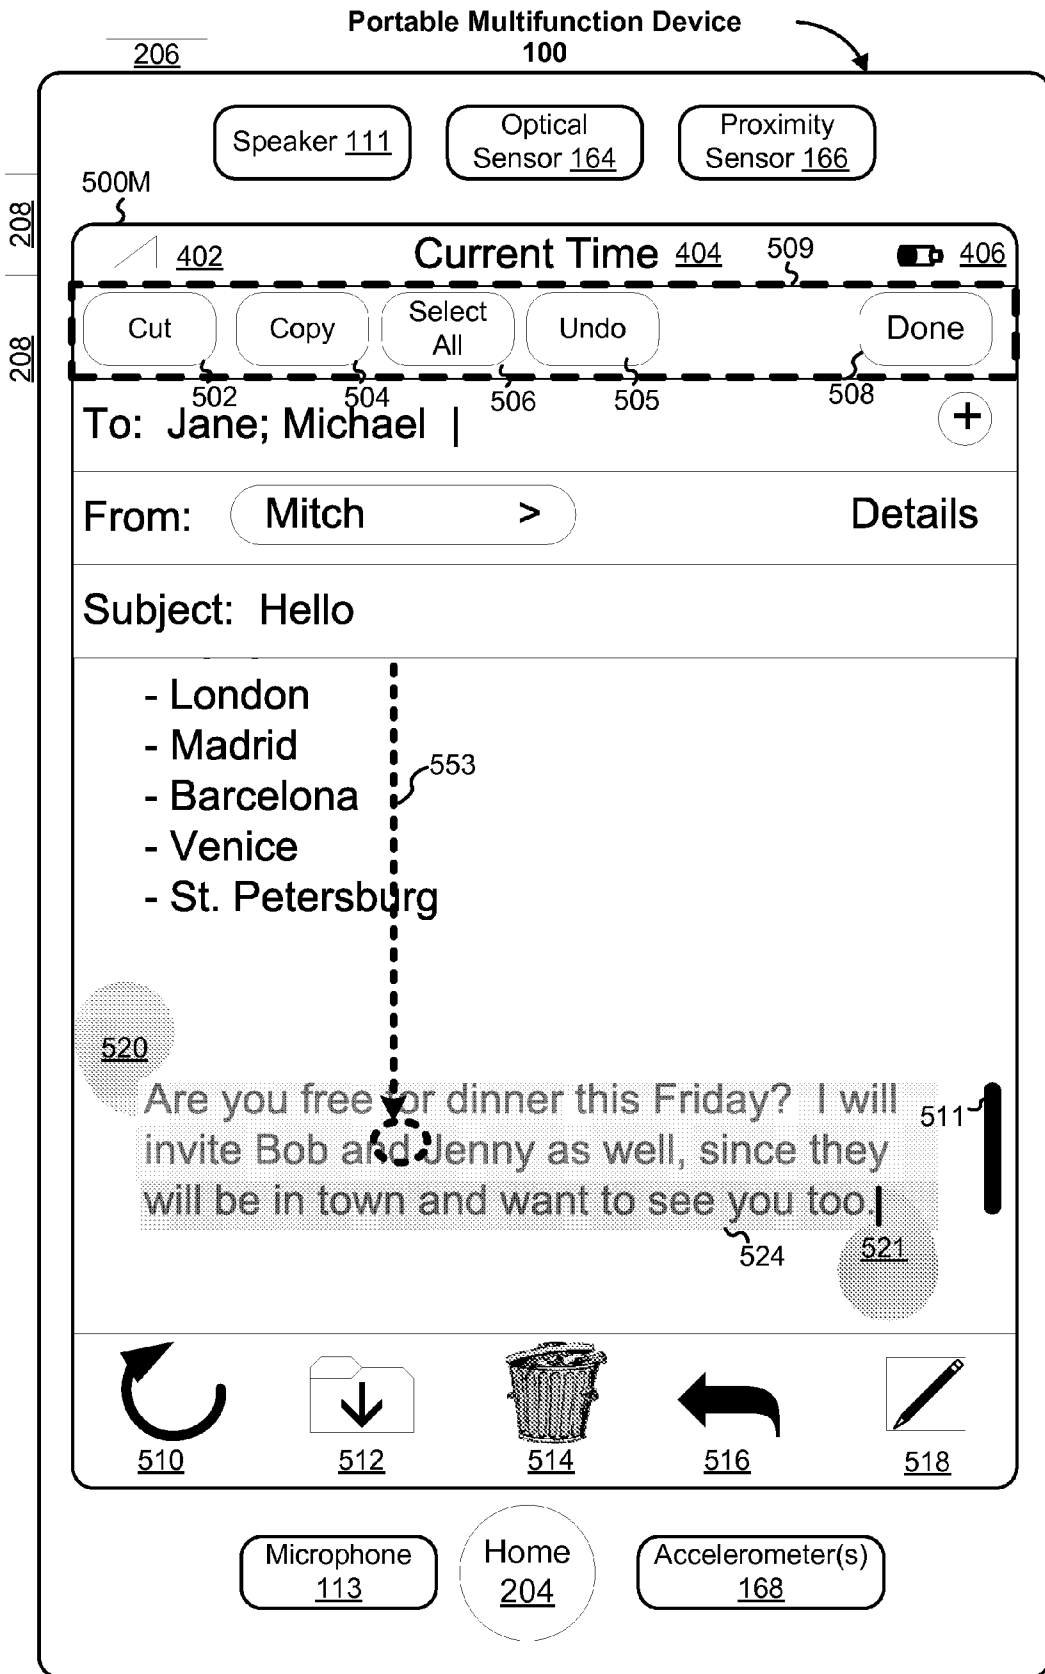 Portable Multifunction Device
100
206
Speaker 111
Optical
Sensor 164
Proximity
Sensor 166
500M
208
402
Current Time 404
509
406
Cut
Copy
Select
All
Undo
Done
208
502
504
506
505
508
To: Jane; Michael |
+
From:
Mitch >
Details
Subject: Hello
- London
- Madrid
553
- Barcelona
- Venice
- St. Petersburg
520
Are you free for dinner this Friday? I will
511
invite Bob and Jenny as well, since they
will be in town and want to see you too.
524
521
510
512
514
516
518
Microphone
113
Home
204
Accelerometer(s)
168